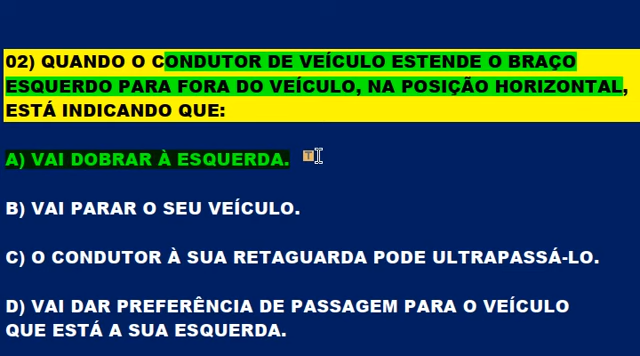 02) QUANDO O CONDUTOR DE VEÍCULO ESTENDE O BRAÇO
ESQUERDO PARA FORA DO VEÍCULO, NA POSIÇÃO HORIZONTAL,
ESTÁ INDICANDO QUE:
A) VAI DOBRAR À ESQUERDA.
B) VAI PARAR O SEU VEÍCULO.
C) O CONDUTOR À SUA RETAGUARDA PODE ULTRAPASSÁ-LO.
D) VAI DAR PREFERÊNCIA DE PASSAGEM PARA O VEÍCULO
QUE ESTÁ A SUA ESQUERDA.